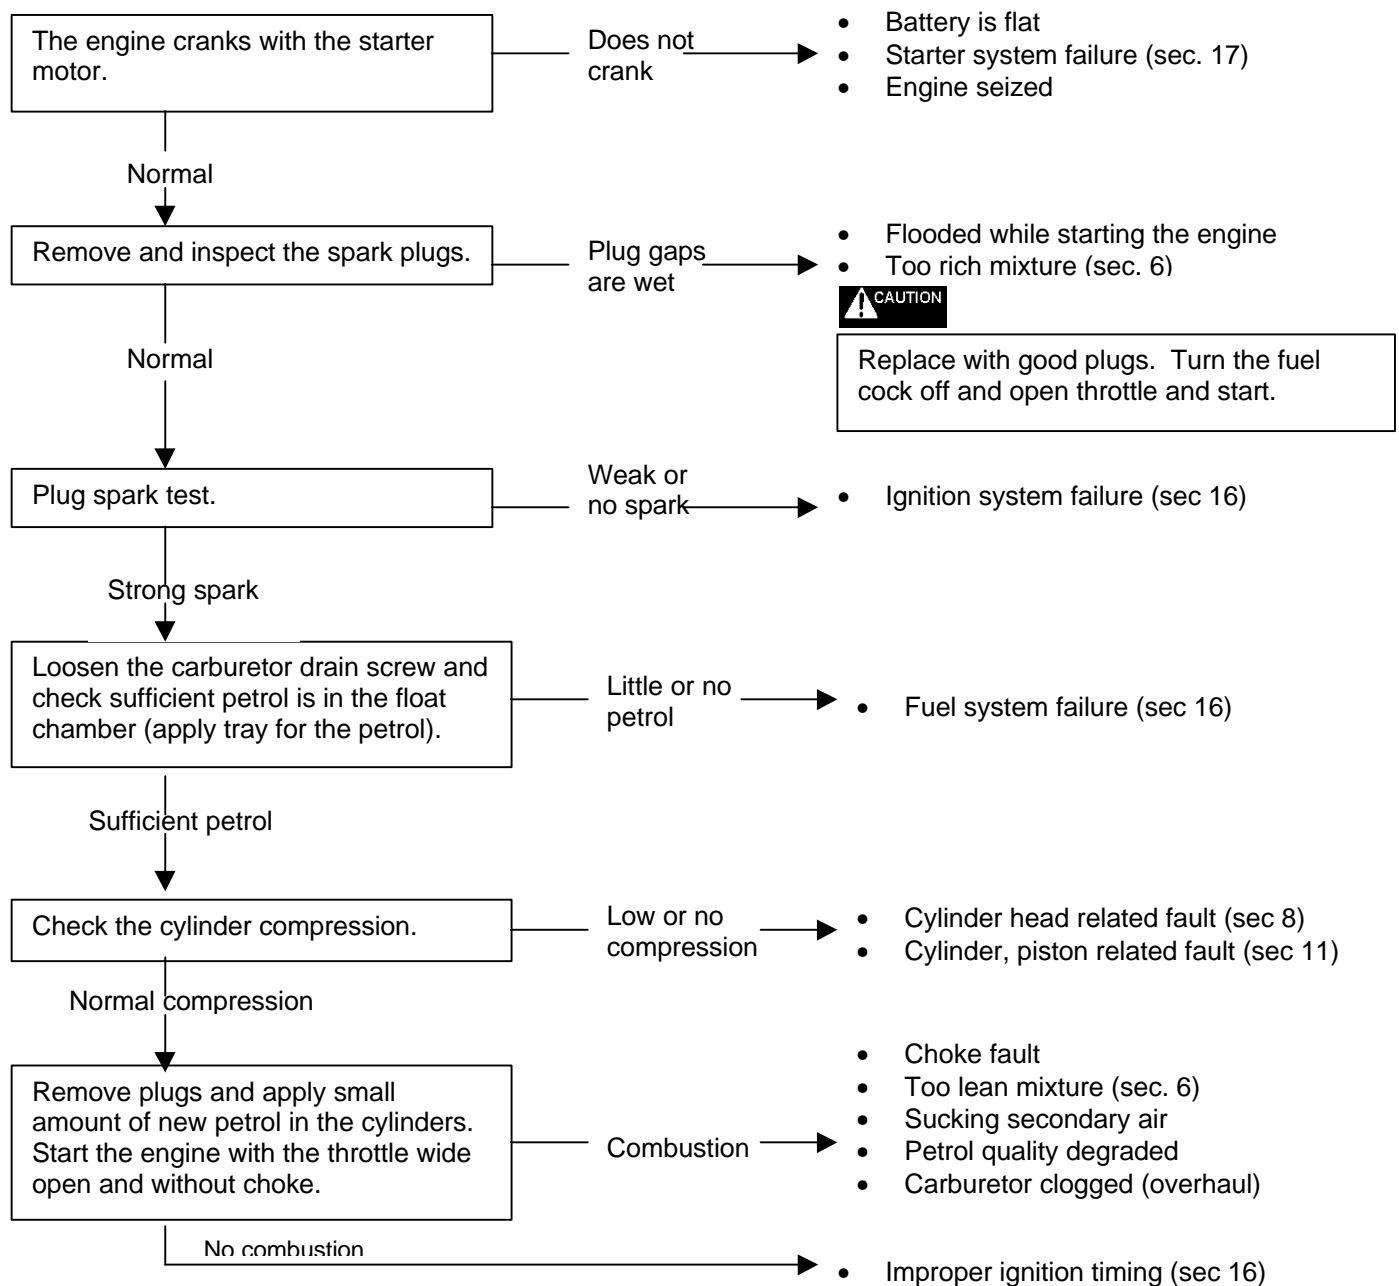 The engine cranks with the starter
motor.
Does not
crank
• Battery is flat
• Starter system failure (sec. 17)
• Engine seized
Normal
Remove and inspect the spark plugs.
Plug gaps
are wet
• Flooded while starting the engine
• Too rich mixture (sec. 6)
CAUTION
Replace with good plugs. Turn the fuel
cock off and open throttle and start.
Normal
Plug spark test.
Weak or
no spark
• Ignition system failure (sec 16)
Strong spark
Loosen the carburetor drain screw and
check sufficient petrol is in the float
chamber (apply tray for the petrol).
Little or no
petrol
• Fuel system failure (sec 16)
Sufficient petrol
Check the cylinder compression.
Low or no
compression
• Cylinder head related fault (sec 8)
• Cylinder, piston related fault (sec 11)
Normal compression
Remove plugs and apply small
amount of new petrol in the cylinders.
Start the engine with the throttle wide
open and without choke.
Combustion
• Choke fault
• Too lean mixture (sec. 6)
• Sucking secondary air
• Petrol quality degraded
• Carburetor clogged (overhaul)
No combustion
• Improper ignition timing (sec 16)